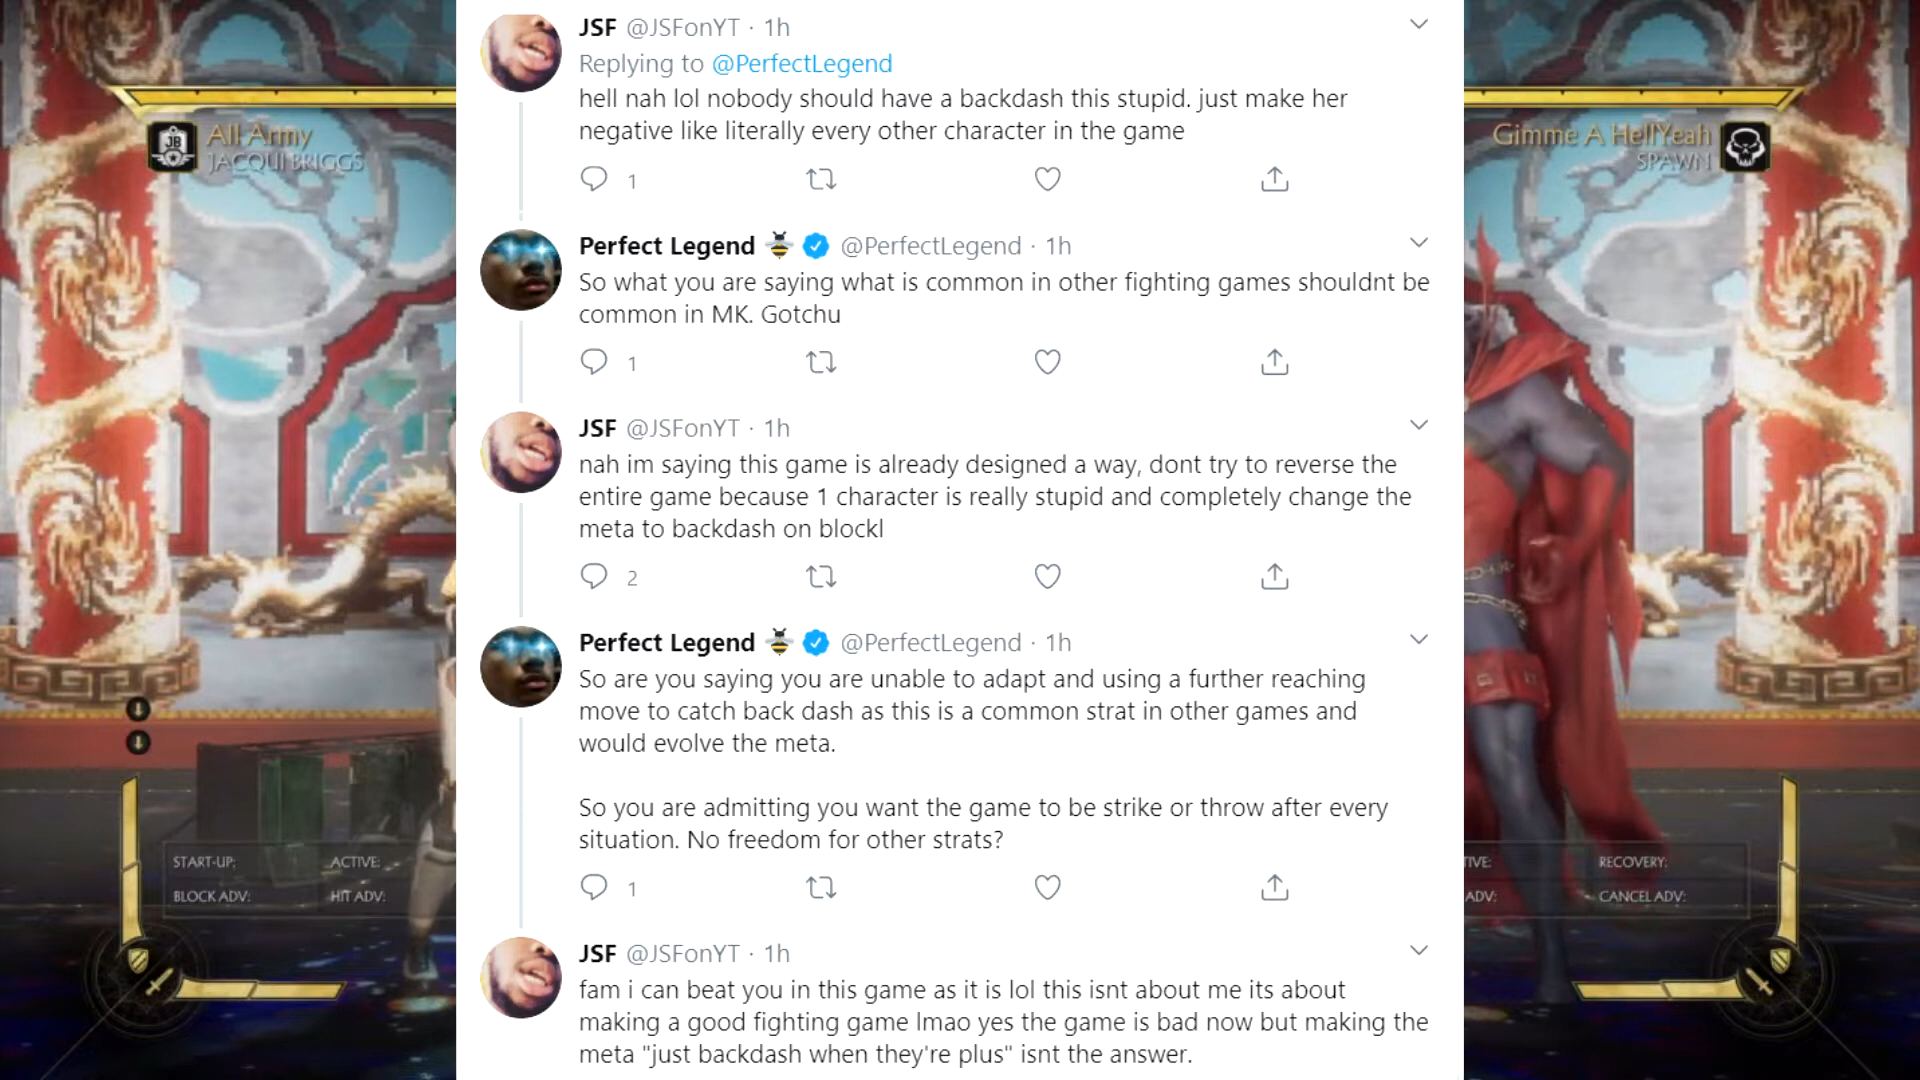 JSF @JSFonYT · 1h
Replying to @PerfectLegend
hell nah lol nobody should have a backdash this stupid. just make her
negative like literally every other character in the game
1
Perfect Legend @PerfectLegend · 1h
So what you are saying what is common in other fighting games shouldnt be
common in MK. Gotchu
1
JSF @JSFonYT · 1h
nah im saying this game is already designed a way, dont try to reverse the
entire game because 1 character is really stupid and completely change the
meta to backdash on blockl
2
Perfect Legend @PerfectLegend · 1h
So are you saying you are unable to adapt and using a further reaching
move to catch back dash as this is a common strat in other games and
would evolve the meta.
So you are admitting you want the game to be strike or throw after every
situation. No freedom for other strats?
1
JSF @JSFonYT · 1h
fam i can beat you in this game as it is lol this isnt about me its about
making a good fighting game lmao yes the game is bad now but making the
meta "just backdash when they're plus" isnt the answer.
All Army
JB
JACQUI BRIGGS
START-UP: ACTIVE:
BLOCK ADV: HIT ADV:
Gimme A HellYeah
SPAWN
TIVE: RECOVERY:
ADV: CANCEL ADV: